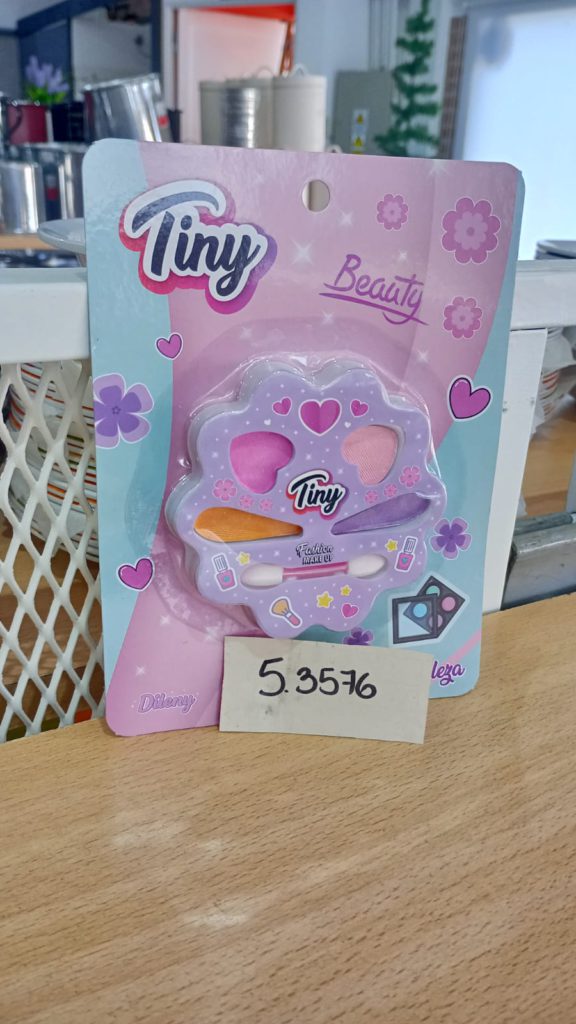 Tiny
Beauty
Tiny
Fashion
MAKE UP
5.3576
Dileny
leza